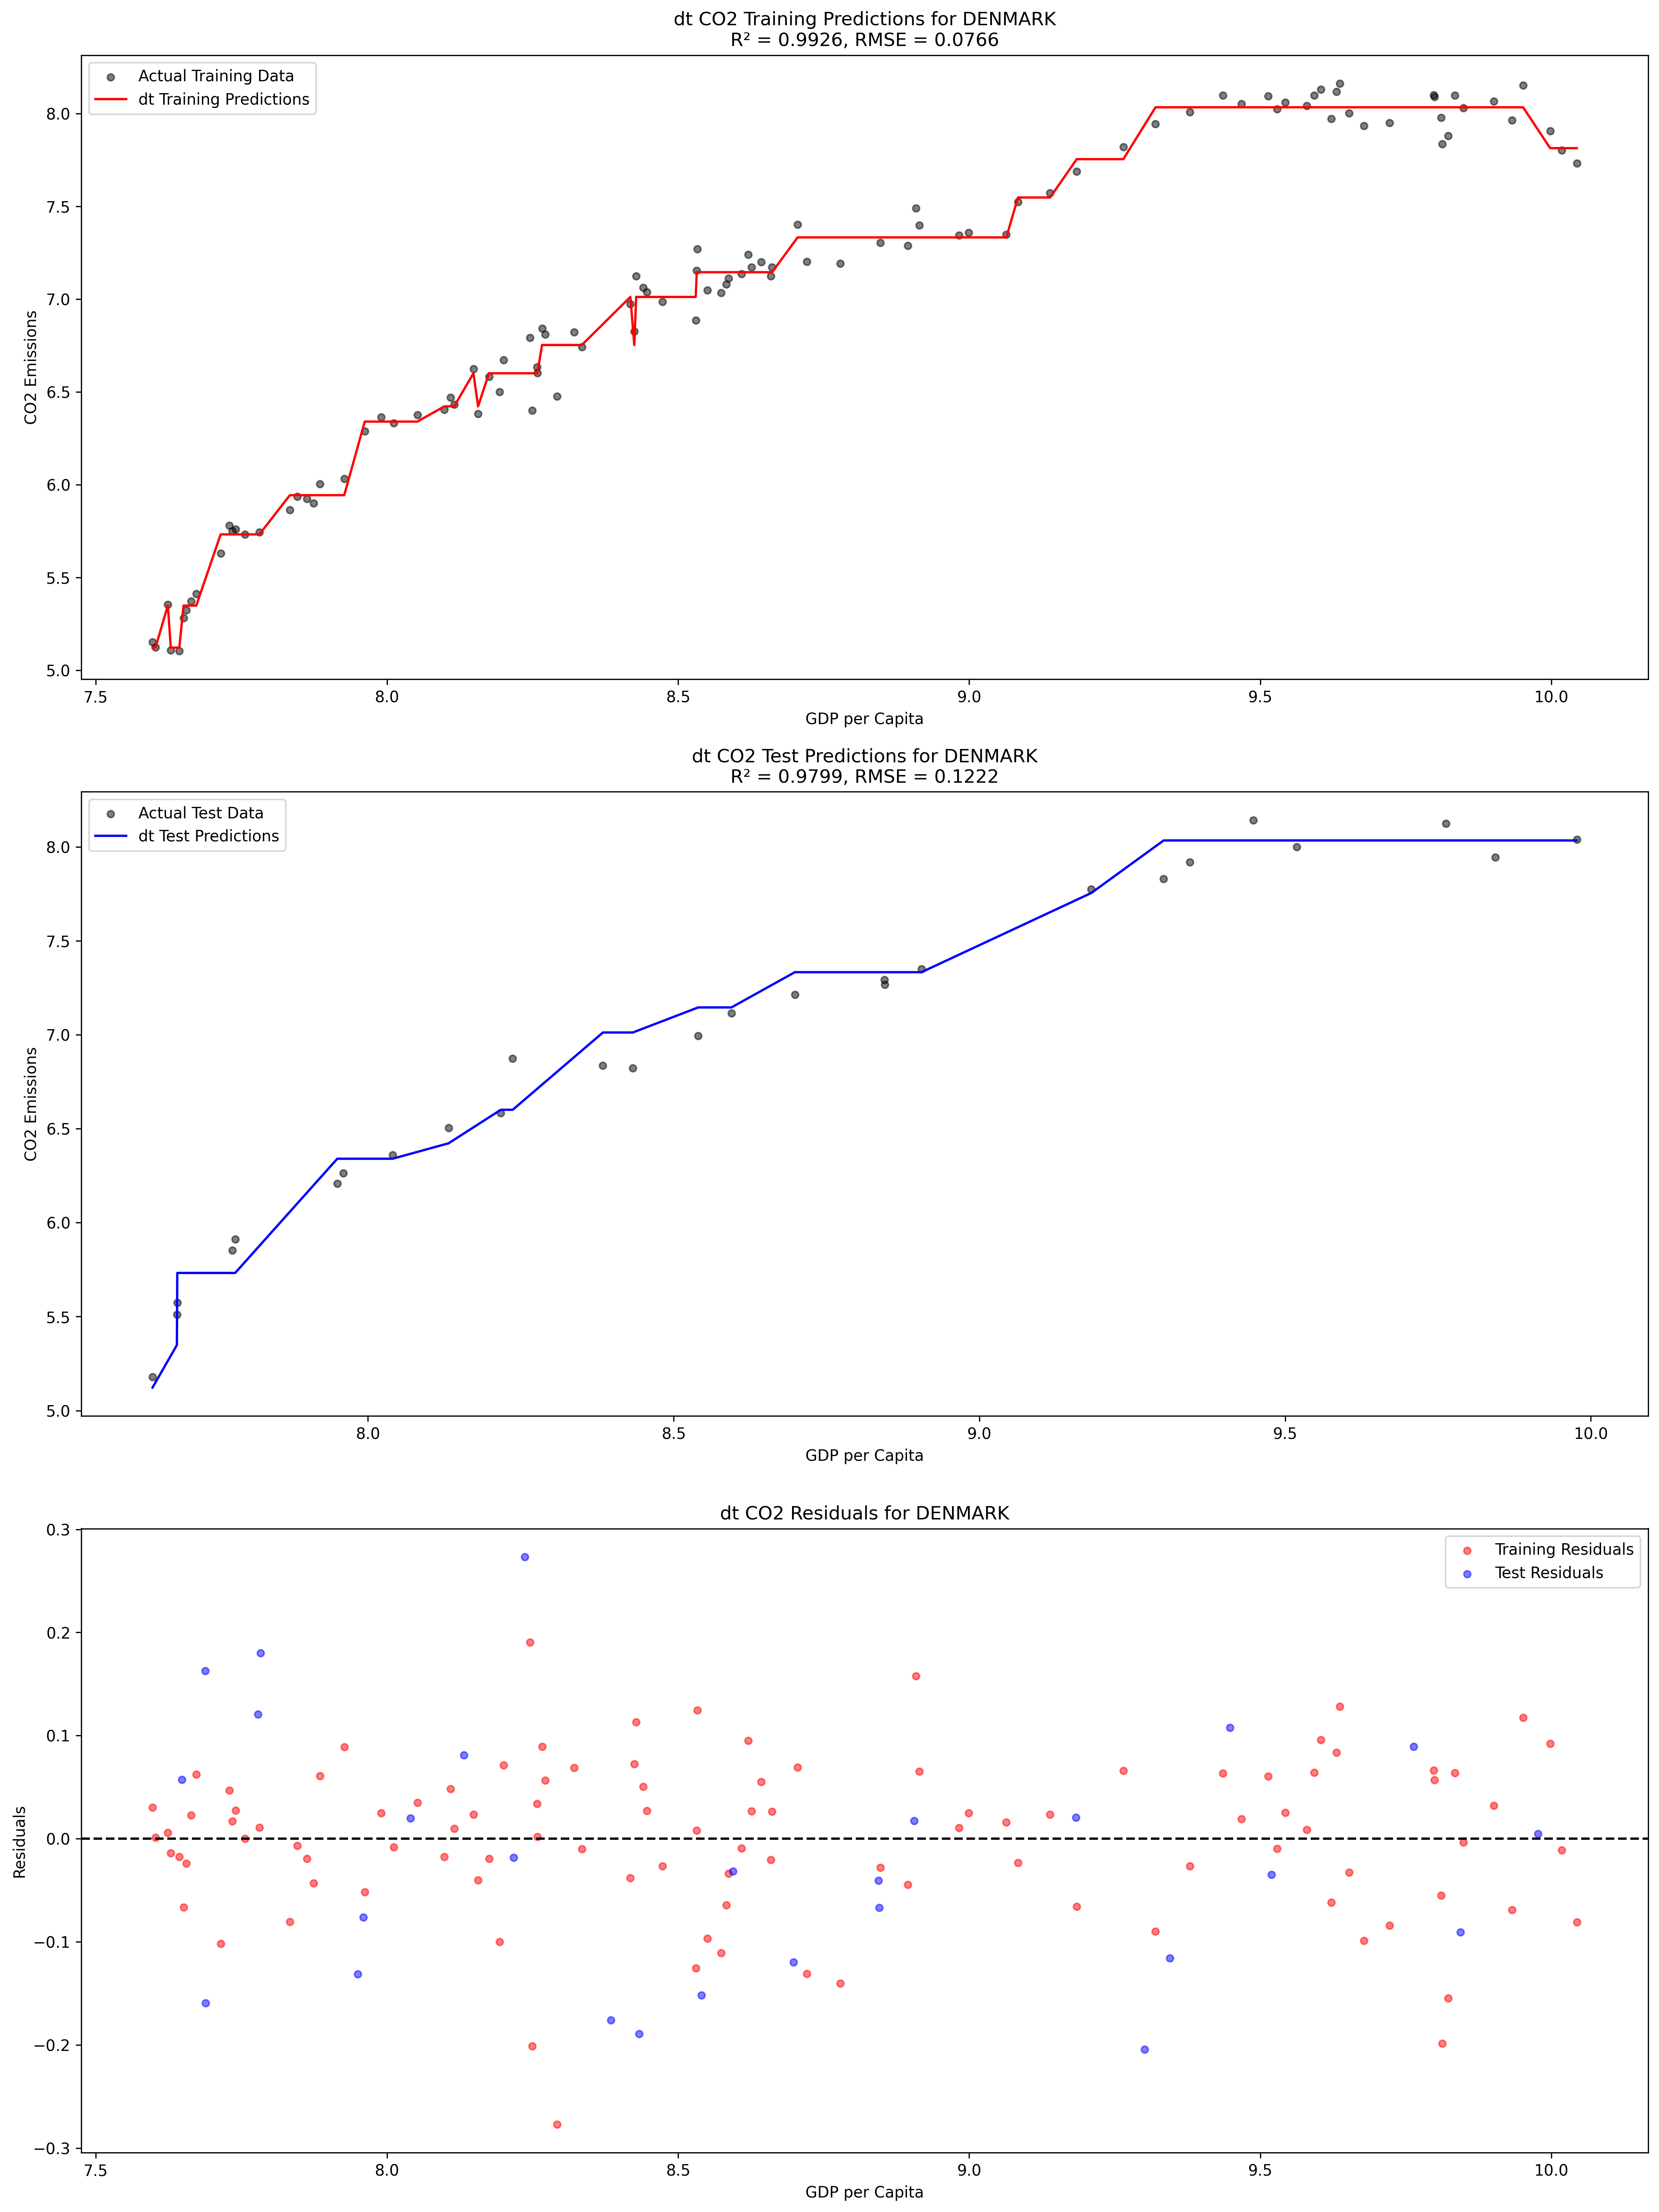 dt CO2 Training Predictions for DENMARK
R² = 0.9926, RMSE = 0.0766
Actual Training Data
dt Training Predictions
CO2 Emissions
8.0
7.5
7.0
6.5
6.0
5.5
5.0
7.5 8.0 8.5 9.0 9.5 10.0
GDP per Capita
dt CO2 Test Predictions for DENMARK
R² = 0.9799, RMSE = 0.1222
Actual Test Data
dt Test Predictions
CO2 Emissions
8.0
7.5
7.0
6.5
6.0
5.5
5.0
8.0 8.5 9.0 9.5 10.0
GDP per Capita
dt CO2 Residuals for DENMARK
Training Residuals
Test Residuals
Residuals
0.3
0.2
0.1
0.0
−0.1
−0.2
−0.3
7.5 8.0 8.5 9.0 9.5 10.0
GDP per Capita